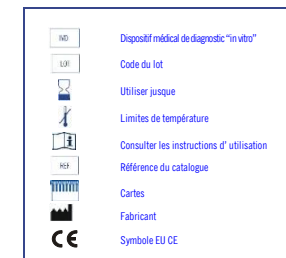 IVD Dispositif médical de diagnostic “in vitro”
LOT Code du lot
Utiliser jusque
Limites de température
Consulter les instructions d’ utilisation
REF Référence du catalogue
Cartes
Fabricant
CE Symbole EU CE